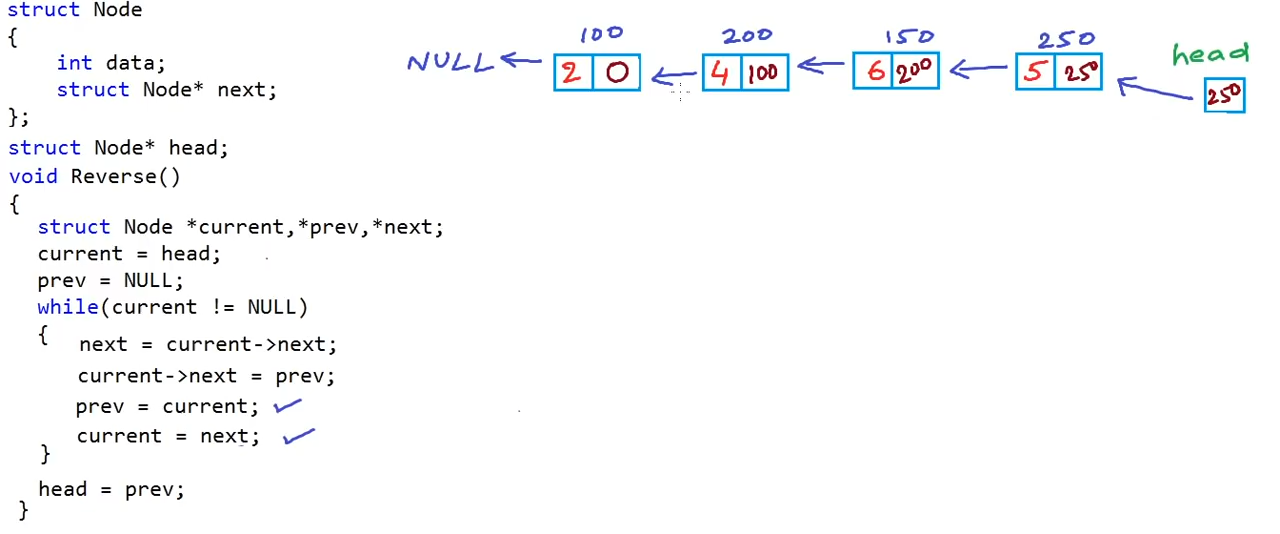 struct Node
{
int data;
struct Node* next;
};
struct Node* head;
void Reverse()
{
struct Node *current,*prev,*next;
current = head;
prev = NULL;
while(current != NULL)
{
next = current->next;
current->next = prev;
prev = current;
current = next;
}
head = prev;
}
100 200 150 250
NULL 2 0 4 100 6 200 5 250
head
250